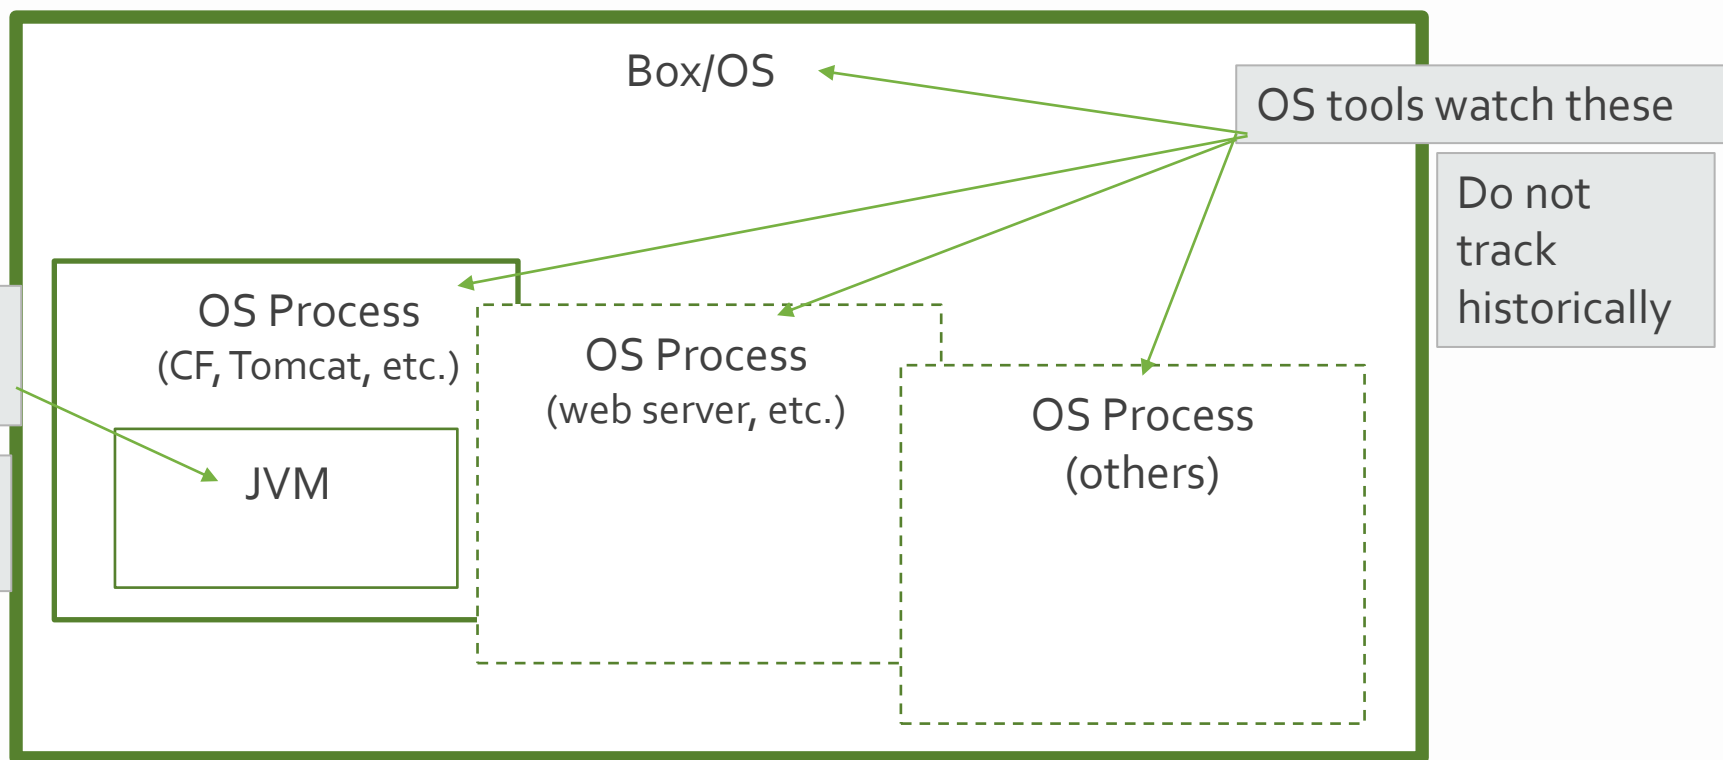 Box/OS
OS tools watch these
Do not
track
historically
OS Process
(CF, Tomcat, etc.)
JVM
OS Process
(web server, etc.)
OS Process
(others)